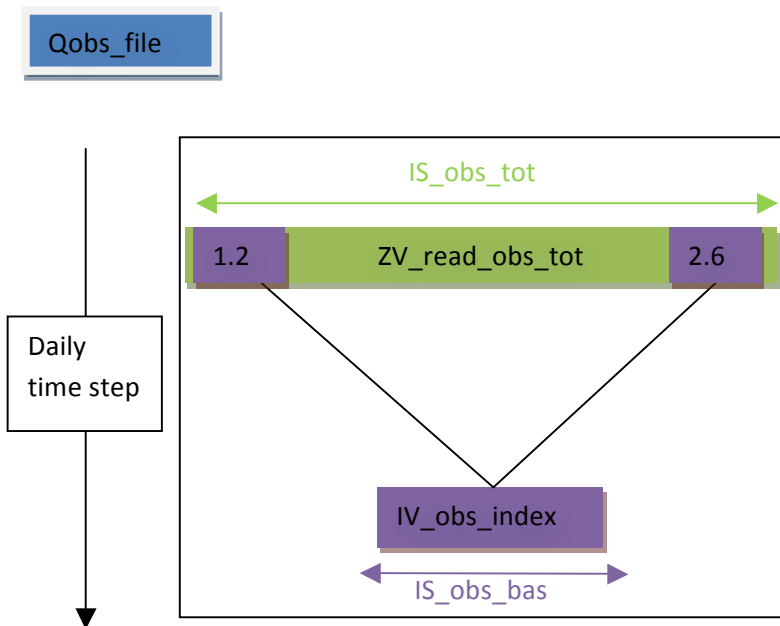 Qobs_file
IS_obs_tot
1.2 ZV_read_obs_tot 2.6
Daily
time step
IV_obs_index
IS_obs_bas